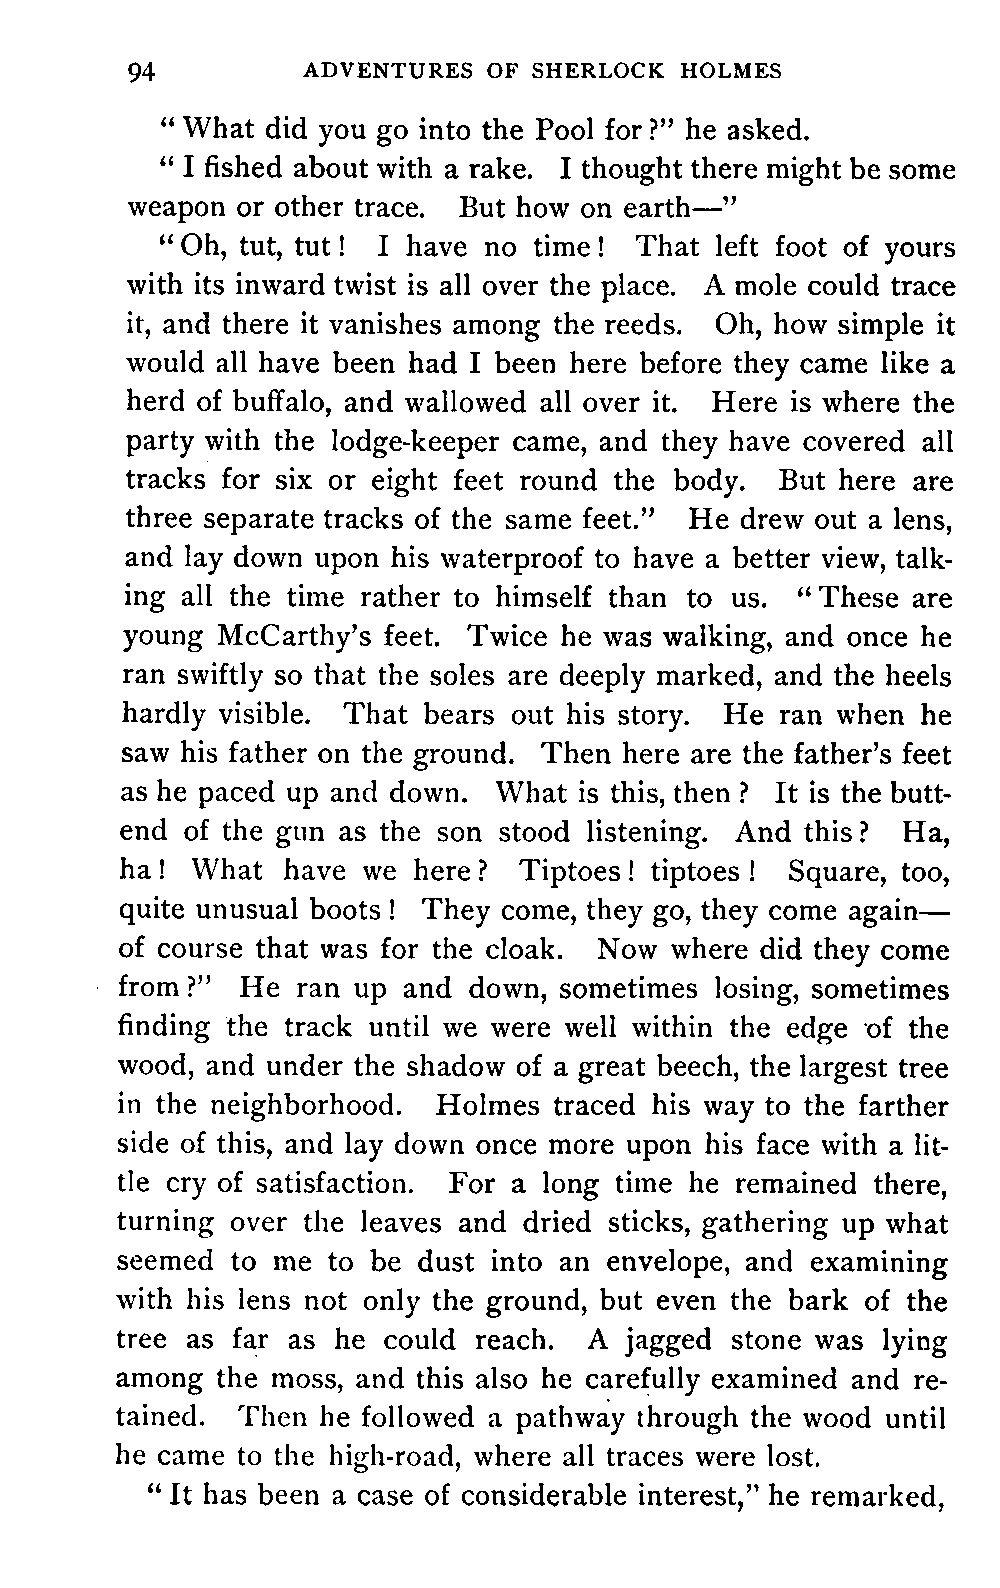 94 ADVENTURES OF SHERLOCK HOLMES
“What did you go into the Pool for?” he asked.
“I fished about with a rake. I thought there might be some
weapon or other trace. But how on earth—”
“Oh, tut, tut! I have no time! That left foot of yours
with its inward twist is all over the place. A mole could trace
it, and there it vanishes among the reeds. Oh, how simple it
would all have been had I been here before they came like a
herd of buffalo, and wallowed all over it. Here is where the
party with the lodge-keeper came, and they have covered all
tracks for six or eight feet round the body. But here are
three separate tracks of the same feet.” He drew out a lens,
and lay down upon his waterproof to have a better view, talk-
ing all the time rather to himself than to us. “These are
young McCarthy’s feet. Twice he was walking, and once he
ran swiftly so that the soles are deeply marked, and the heels
hardly visible. That bears out his story. He ran when he
saw his father on the ground. Then here are the father’s feet
as he paced up and down. What is this, then? It is the butt-
end of the gun as the son stood listening. And this? Ha,
ha! What have we here? Tiptoes! tiptoes! Square, too,
quite unusual boots! They come, they go, they come again—
of course that was for the cloak. Now where did they come
from?” He ran up and down, sometimes losing, sometimes
finding the track until we were well within the edge of the
wood, and under the shadow of a great beech, the largest tree
in the neighborhood. Holmes traced his way to the farther
side of this, and lay down once more upon his face with a lit-
tle cry of satisfaction. For a long time he remained there,
turning over the leaves and dried sticks, gathering up what
seemed to me to be dust into an envelope, and examining
with his lens not only the ground, but even the bark of the
tree as far as he could reach. A jagged stone was lying
among the moss, and this also he carefully examined and re-
tained. Then he followed a pathway through the wood until
he came to the high-road, where all traces were lost.
“It has been a case of considerable interest,” he remarked,